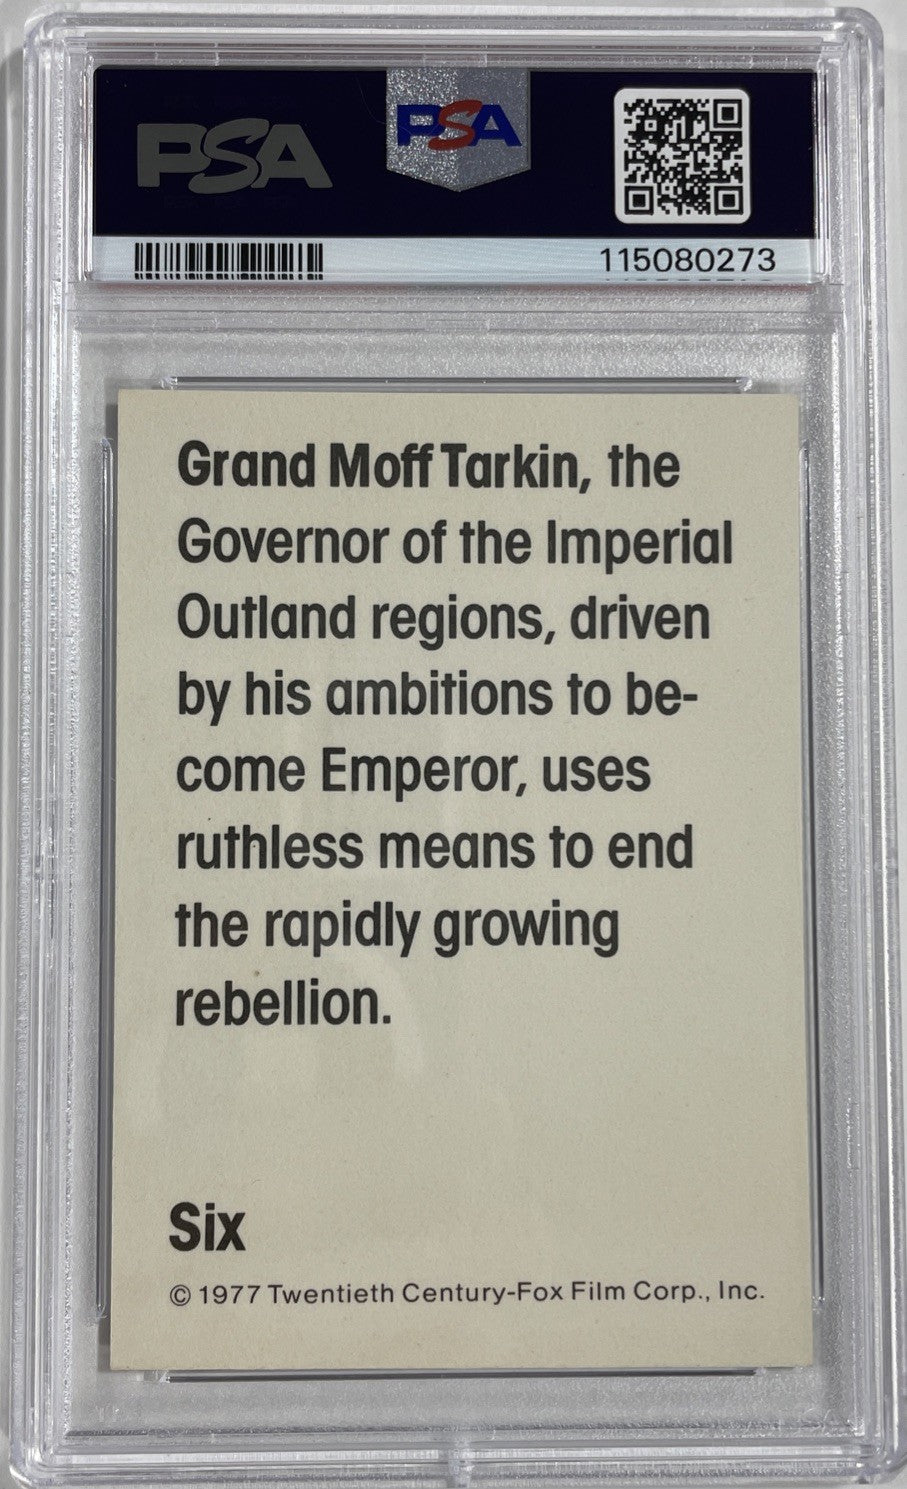 PSA
PSA
115080273
Grand Moff Tarkin, the
Governor of the Imperial
Outland regions, driven
by his ambitions to be-
come Emperor, uses
ruthless means to end
the rapidly growing
rebellion.
Six
© 1977 Twentieth Century-Fox Film Corp., Inc.